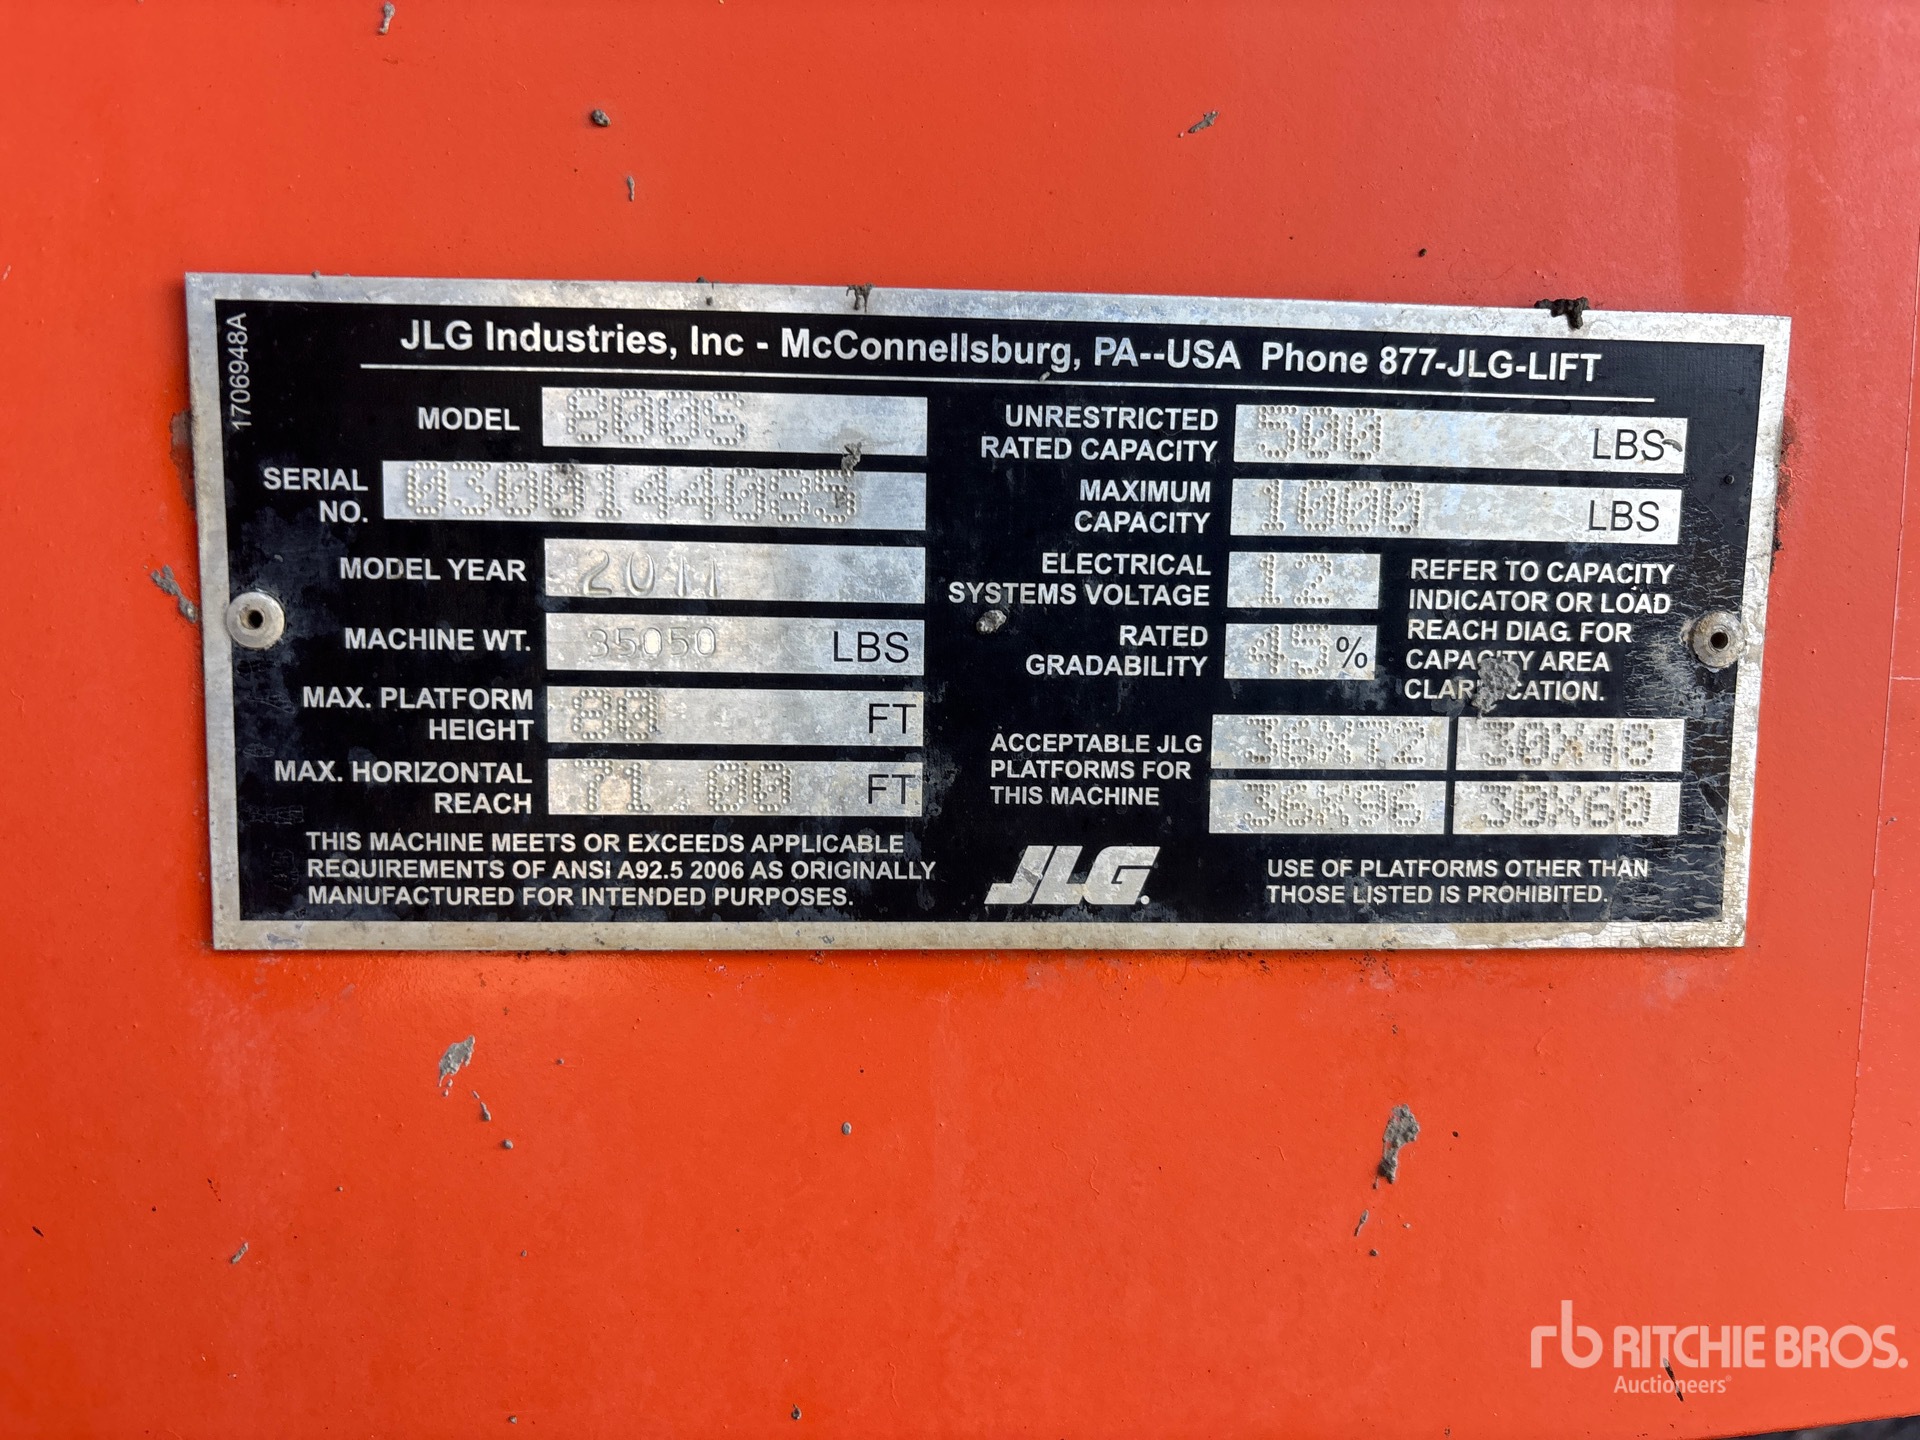 1706948A
JLG Industries, Inc - McConnellsburg, PA--USA Phone 877-JLG-LIFT
MODEL 800S
SERIAL NO. 0300144085
MODEL YEAR 2011
MACHINE WT. 35050 LBS
MAX. PLATFORM HEIGHT 80 FT
MAX. HORIZONTAL REACH 71.00 FT
THIS MACHINE MEETS OR EXCEEDS APPLICABLE
REQUIREMENTS OF ANSI A92.5 2006 AS ORIGINALLY
MANUFACTURED FOR INTENDED PURPOSES.
UNRESTRICTED RATED CAPACITY 500 LBS
MAXIMUM CAPACITY 1000 LBS
ELECTRICAL SYSTEMS VOLTAGE 12
RATED GRADABILITY 45%
REFER TO CAPACITY
INDICATOR OR LOAD
REACH DIAG. FOR
CAPACITY AREA
CLARIFICATION.
ACCEPTABLE JLG
PLATFORMS FOR
THIS MACHINE
36X72 30X48
36X96 30X60
JLG.
USE OF PLATFORMS OTHER THAN
THOSE LISTED IS PROHIBITED.
rb RITCHIE BROS.
Auctioneers